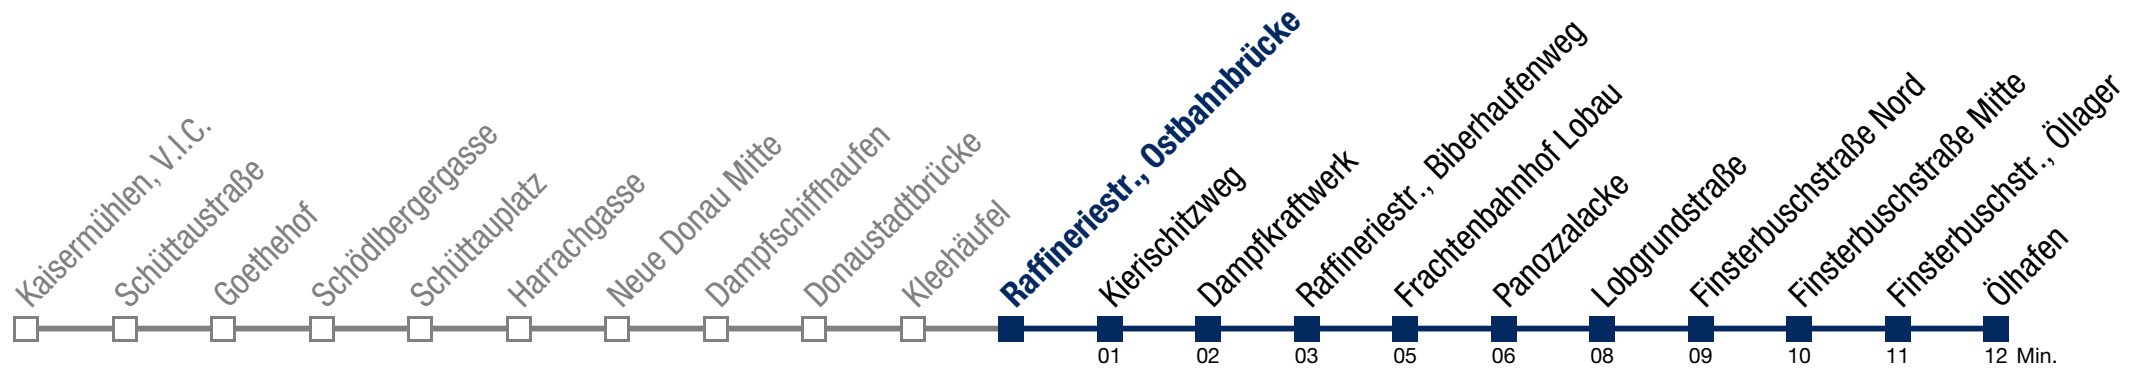 Kaisermühlen, V.I.C.
Schüttaustraße
Goethehof
Schödlbergergasse
Schüttauplatz
Harrachgasse
Neue Donau Mitte
Dampfschiffhaufen
Donaustadtbrücke
Kleehäufel
Raffineriestr., Ostbahnbrücke
Kierischitzweg
Dampfkraftwerk
Raffineriestr., Biberhaufenweg
Frachtenbahnhof Lobau
Panozzalacke
Lobgrundstraße
Finsterbuschstraße Nord
Finsterbuschstraße Mitte
Finsterbuschstr., Öllager
Ölhafen
01 02 03 05 06 08 09 10 11 12 Min.